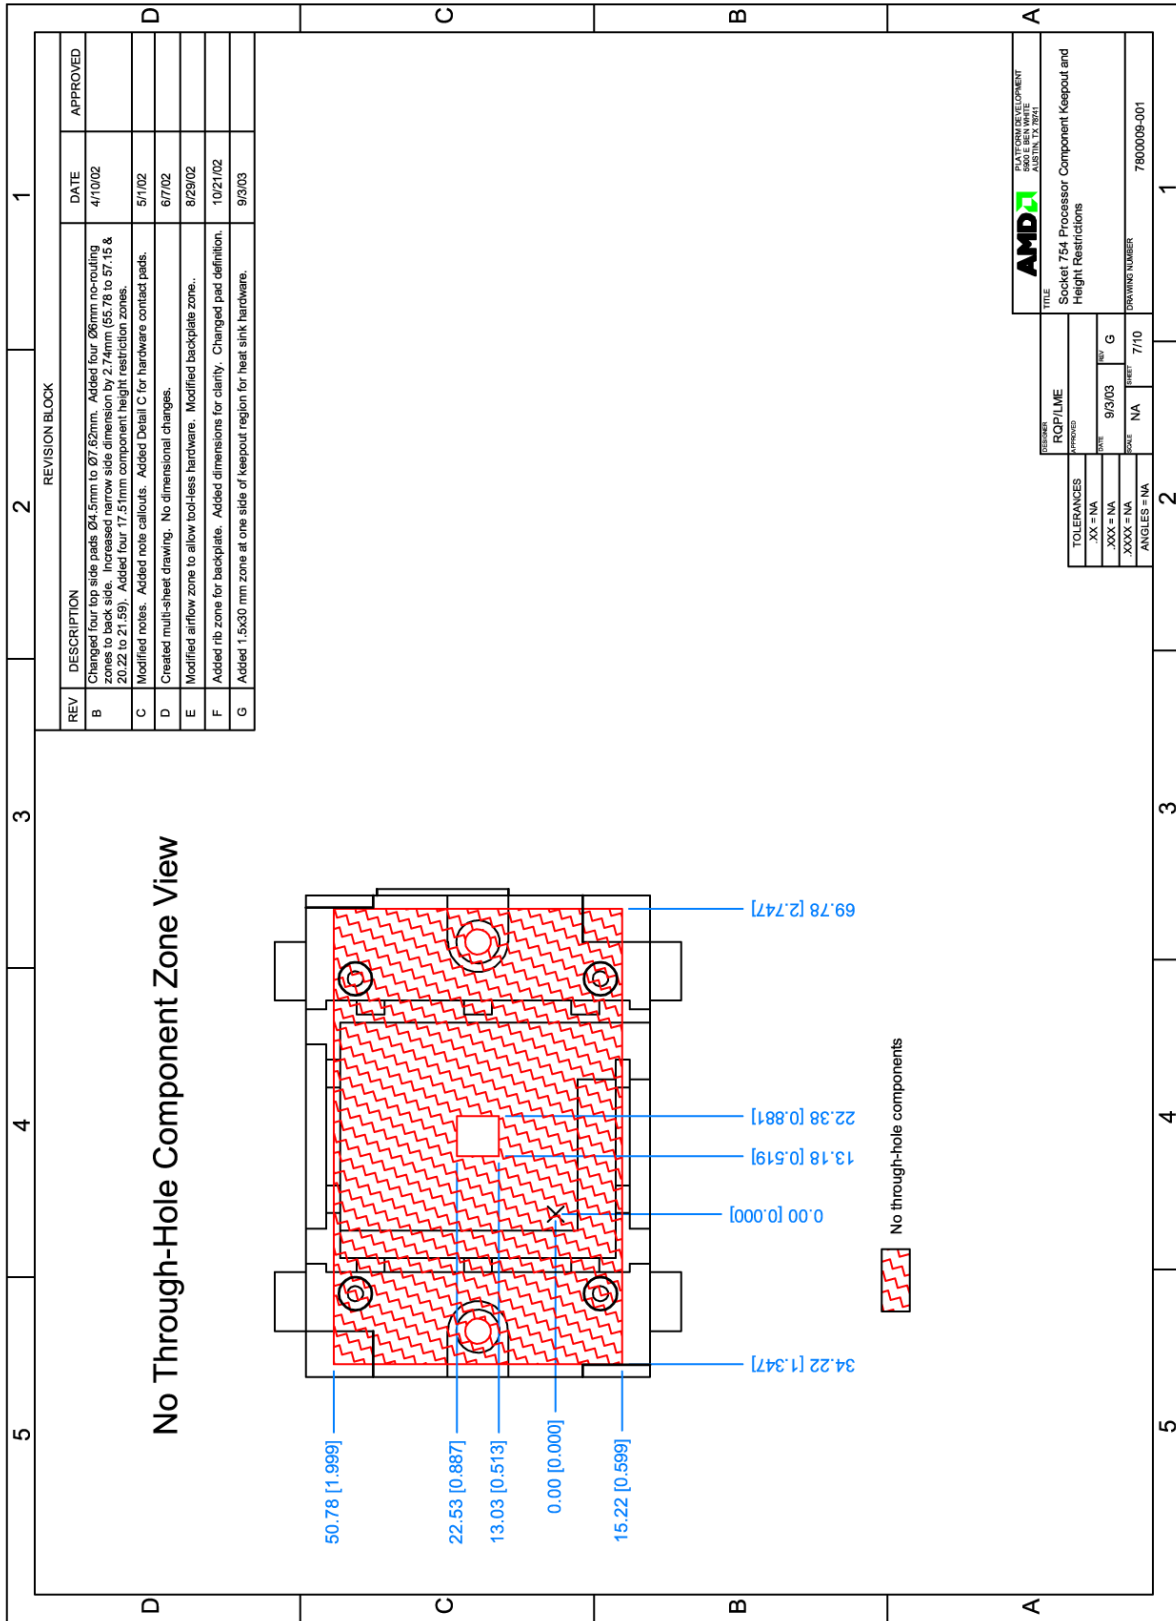 5
4
3
2
1
D
C
B
A
REVISION BLOCK
REV DESCRIPTION DATE APPROVED
B Changed four top side pads Ø4.5mm to Ø7.62mm. Added four Ø6mm no-routing 4/10/02
zones to back side. Increased narrow side dimension by 2.74mm (55.78 to 57.15 &
20.22 to 21.59). Added four 17.51mm component height restriction zones.
C Modified notes. Added note callouts. Added Detail C for hardware contact pads. 5/1/02
D Created multi-sheet drawing. No dimensional changes. 6/7/02
E Modified airflow zone to allow tool-less hardware. Modified backplate zone.. 8/29/02
F Added rib zone for backplate. Added dimensions for clarity. Changed pad definition. 10/21/02
G Added 1.5x30 mm zone at one side of keepout region for heat sink hardware. 9/3/03
No Through-Hole Component Zone View
50.78 [1.999]
22.53 [0.887]
13.03 [0.513]
0.00 [0.000]
15.22 [0.599]
34.22 [1.347]
0.00 [0.000]
13.18 [0.519]
22.38 [0.881]
69.78 [2.747]
No through-hole components
TOLERANCES
.XX = NA
.XXX = NA
.XXXX = NA
ANGLES = NA
DESIGNER
RQP/LME
APPROVED
DATE
9/3/03
REV
G
SCALE
NA
SHEET
7/10
AMD
PLATFORM DEVELOPMENT
5900 E BEN WHITE
AUSTIN, TX 78741
TITLE
Socket 754 Processor Component Keepout and
Height Restrictions
DRAWING NUMBER
7800009-001
D
C
B
A
5
4
3
2
1